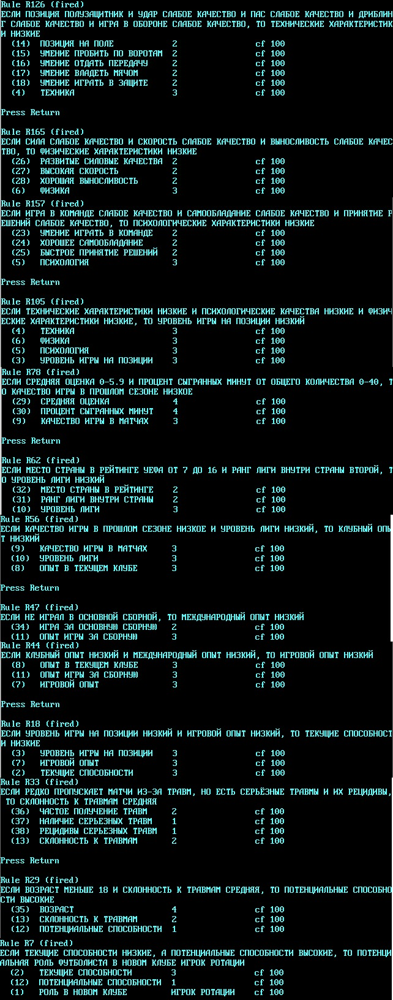 Rule R126 (fired)
ЕСЛИ ПОЗИЦИЯ ПОЛУЗАЩИТНИК И УДАР СЛАБОЕ КАЧЕСТВО И ПАС СЛАБОЕ КАЧЕСТВО И ДРИБЛИН
Г СЛАБОЕ КАЧЕСТВО И ИГРА В ОБОРОНЕ СЛАБОЕ КАЧЕСТВО, ТО ТЕХНИЧЕСКИЕ ХАРАКТЕРИСТИК
И НИЗКИЕ
(14) ПОЗИЦИЯ НА ПОЛЕ 2 cf 100
(15) УМЕНИЕ ПРОБИТЬ ПО ВОРОТАМ 2 cf 100
(16) УМЕНИЕ ОТДАТЬ ПЕРЕДАЧУ 2 cf 100
(17) УМЕНИЕ ВЛАДЕТЬ МЯЧОМ 2 cf 100
(18) УМЕНИЕ ИГРАТЬ В ЗАЩИТЕ 2 cf 100
(4) ТЕХНИКА 3 cf 100
Press Return
Rule R165 (fired)
ЕСЛИ СИЛА СЛАБОЕ КАЧЕСТВО И СКОРОСТЬ СЛАБОЕ КАЧЕСТВО И ВЫНОСЛИВОСТЬ СЛАБОЕ КАЧЕС
ТВО, ТО ФИЗИЧЕСКИЕ ХАРАКТЕРИСТИКИ НИЗКИЕ
(26) РАЗВИТЫЕ СИЛОВЫЕ КАЧЕСТВА 2 cf 100
(27) ВЫСОКАЯ СКОРОСТЬ 2 cf 100
(28) ХОРОШАЯ ВЫНОСЛИВОСТЬ 2 cf 100
(6) ФИЗИКА 3 cf 100
Rule R157 (fired)
ЕСЛИ ИГРА В КОМАНДЕ СЛАБОЕ КАЧЕСТВО И САМООБЛАДАНИЕ СЛАБОЕ КАЧЕСТВО И ПРИНЯТИЕ Р
ЕШЕНИЙ СЛАБОЕ КАЧЕСТВО, ТО ПСИХОЛОГИЧЕСКИЕ ХАРАКТЕРИСТИКИ НИЗКИЕ
(23) УМЕНИЕ ИГРАТЬ В КОМАНДЕ 2 cf 100
(24) ХОРОШЕЕ САМООБЛАДАНИЕ 2 cf 100
(25) БЫСТРОЕ ПРИНЯТИЕ РЕШЕНИЙ 2 cf 100
(5) ПСИХОЛОГИЯ 3 cf 100
Press Return
Rule R105 (fired)
ЕСЛИ ТЕХНИЧЕСКИЕ ХАРАКТЕРИСТИКИ НИЗКИЕ И ПСИХОЛОГИЧЕСКИЕ КАЧЕСТВА НИЗКИЕ И ФИЗИЧ
ЕСКИЕ ХАРАКТЕРИСТИКИ НИЗКИЕ, ТО УРОВЕНЬ ИГРЫ НА ПОЗИЦИИ НИЗКИЙ
(4) ТЕХНИКА 3 cf 100
(6) ФИЗИКА 3 cf 100
(5) ПСИХОЛОГИЯ 3 cf 100
(3) УРОВЕНЬ ИГРЫ НА ПОЗИЦИИ 3 cf 100
Rule R78 (fired)
ЕСЛИ СРЕДНЯЯ ОЦЕНКА 0-5.9 И ПРОЦЕНТ СЫГРАННЫХ МИНУТ ОТ ОБЩЕГО КОЛИЧЕСТВА 0-40, Т
О КАЧЕСТВО ИГРЫ В ПРОШЛОМ СЕЗОНЕ НИЗКОЕ
(29) СРЕДНЯЯ ОЦЕНКА 4 cf 100
(30) ПРОЦЕНТ СЫГРАННЫХ МИНУТ 4 cf 100
(9) КАЧЕСТВО ИГРЫ В МАТЧАХ 3 cf 100
Press Return
Rule R62 (fired)
ЕСЛИ МЕСТО СТРАНЫ В РЕЙТИНГЕ УЕФА ОТ 7 ДО 16 И РАНГ ЛИГИ ВНУТРИ СТРАНЫ ВТОРОЙ, Т
О УРОВЕНЬ ЛИГИ НИЗКИЙ
(32) МЕСТО СТРАНЫ В РЕЙТИНГЕ 2 cf 100
(31) РАНГ ЛИГИ ВНУТРИ СТРАНЫ 2 cf 100
(10) УРОВЕНЬ ЛИГИ 3 cf 100
Rule R56 (fired)
ЕСЛИ КАЧЕСТВО ИГРЫ В ПРОШЛОМ СЕЗОНЕ НИЗКОЕ И УРОВЕНЬ ЛИГИ НИЗКИЙ, ТО КЛУБНЫЙ ОПЫ
Т НИЗКИЙ
(9) КАЧЕСТВО ИГРЫ В МАТЧАХ 3 cf 100
(10) УРОВЕНЬ ЛИГИ 3 cf 100
(8) ОПЫТ В ТЕКУЩЕМ КЛУБЕ 3 cf 100
Press Return
Rule R47 (fired)
ЕСЛИ НЕ ИГРАЛ В ОСНОВНОЙ СБОРНОЙ, ТО МЕЖДУНАРОДНЫЙ ОПЫТ НИЗКИЙ
(34) ИГРА ЗА ОСНОВНУЮ СБОРНУЮ 2 cf 100
(11) ОПЫТ ИГРЫ ЗА СБОРНУЮ 3 cf 100
Rule R44 (fired)
ЕСЛИ КЛУБНЫЙ ОПЫТ НИЗКИЙ И МЕЖДУНАРОДНЫЙ ОПЫТ НИЗКИЙ, ТО ИГРОВОЙ ОПЫТ НИЗКИЙ
(8) ОПЫТ В ТЕКУЩЕМ КЛУБЕ 3 cf 100
(11) ОПЫТ ИГРЫ ЗА СБОРНУЮ 3 cf 100
(7) ИГРОВОЙ ОПЫТ 3 cf 100
Press Return
Rule R18 (fired)
ЕСЛИ УРОВЕНЬ ИГРЫ НА ПОЗИЦИИ НИЗКИЙ И ИГРОВОЙ ОПЫТ НИЗКИЙ, ТО ТЕКУЩИЕ СПОСОБНОСТ
И НИЗКИЕ
(3) УРОВЕНЬ ИГРЫ НА ПОЗИЦИИ 3 cf 100
(7) ИГРОВОЙ ОПЫТ 3 cf 100
(2) ТЕКУЩИЕ СПОСОБНОСТИ 3 cf 100
Rule R33 (fired)
ЕСЛИ РЕДКО ПРОПУСКАЕТ МАТЧИ ИЗ-ЗА ТРАВМ, НО ЕСТЬ СЕРЬЁЗНЫЕ ТРАВМЫ И ИХ РЕЦИДИВЫ,
ТО СКЛОННОСТЬ К ТРАВМАМ СРЕДНЯЯ
(36) ЧАСТОЕ ПОЛУЧЕНИЕ ТРАВМ 2 cf 100
(37) НАЛИЧИЕ СЕРЬЕЗНЫХ ТРАВМ 1 cf 100
(38) РЕЦИДИВЫ СЕРЬЕЗНЫХ ТРАВМ 1 cf 100
(13) СКЛОННОСТЬ К ТРАВМАМ 2 cf 100
Press Return
Rule R29 (fired)
ЕСЛИ ВОЗРАСТ МЕНЬШЕ 18 И СКЛОННОСТЬ К ТРАВМАМ СРЕДНЯЯ, ТО ПОТЕНЦИАЛЬНЫЕ СПОСОБНО
СТИ ВЫСОКИЕ
(35) ВОЗРАСТ 4 cf 100
(13) СКЛОННОСТЬ К ТРАВМАМ 2 cf 100
(12) ПОТЕНЦИАЛЬНЫЕ СПОСОБНОСТИ 1 cf 100
Rule R7 (fired)
ЕСЛИ ТЕКУЩИЕ СПОСОБНОСТИ НИЗКИЕ, А ПОТЕНЦИАЛЬНЫЕ СПОСОБНОСТИ ВЫСОКИЕ, ТО ПОТЕНЦИ
АЛЬНАЯ РОЛЬ ФУТБОЛИСТА В НОВОМ КЛУБЕ ИГРОК РОТАЦИИ
(2) ТЕКУЩИЕ СПОСОБНОСТИ 3 cf 100
(12) ПОТЕНЦИАЛЬНЫЕ СПОСОБНОСТИ 1 cf 100
(1) РОЛЬ В НОВОМ КЛУБЕ ИГРОК РОТАЦИИ cf 100